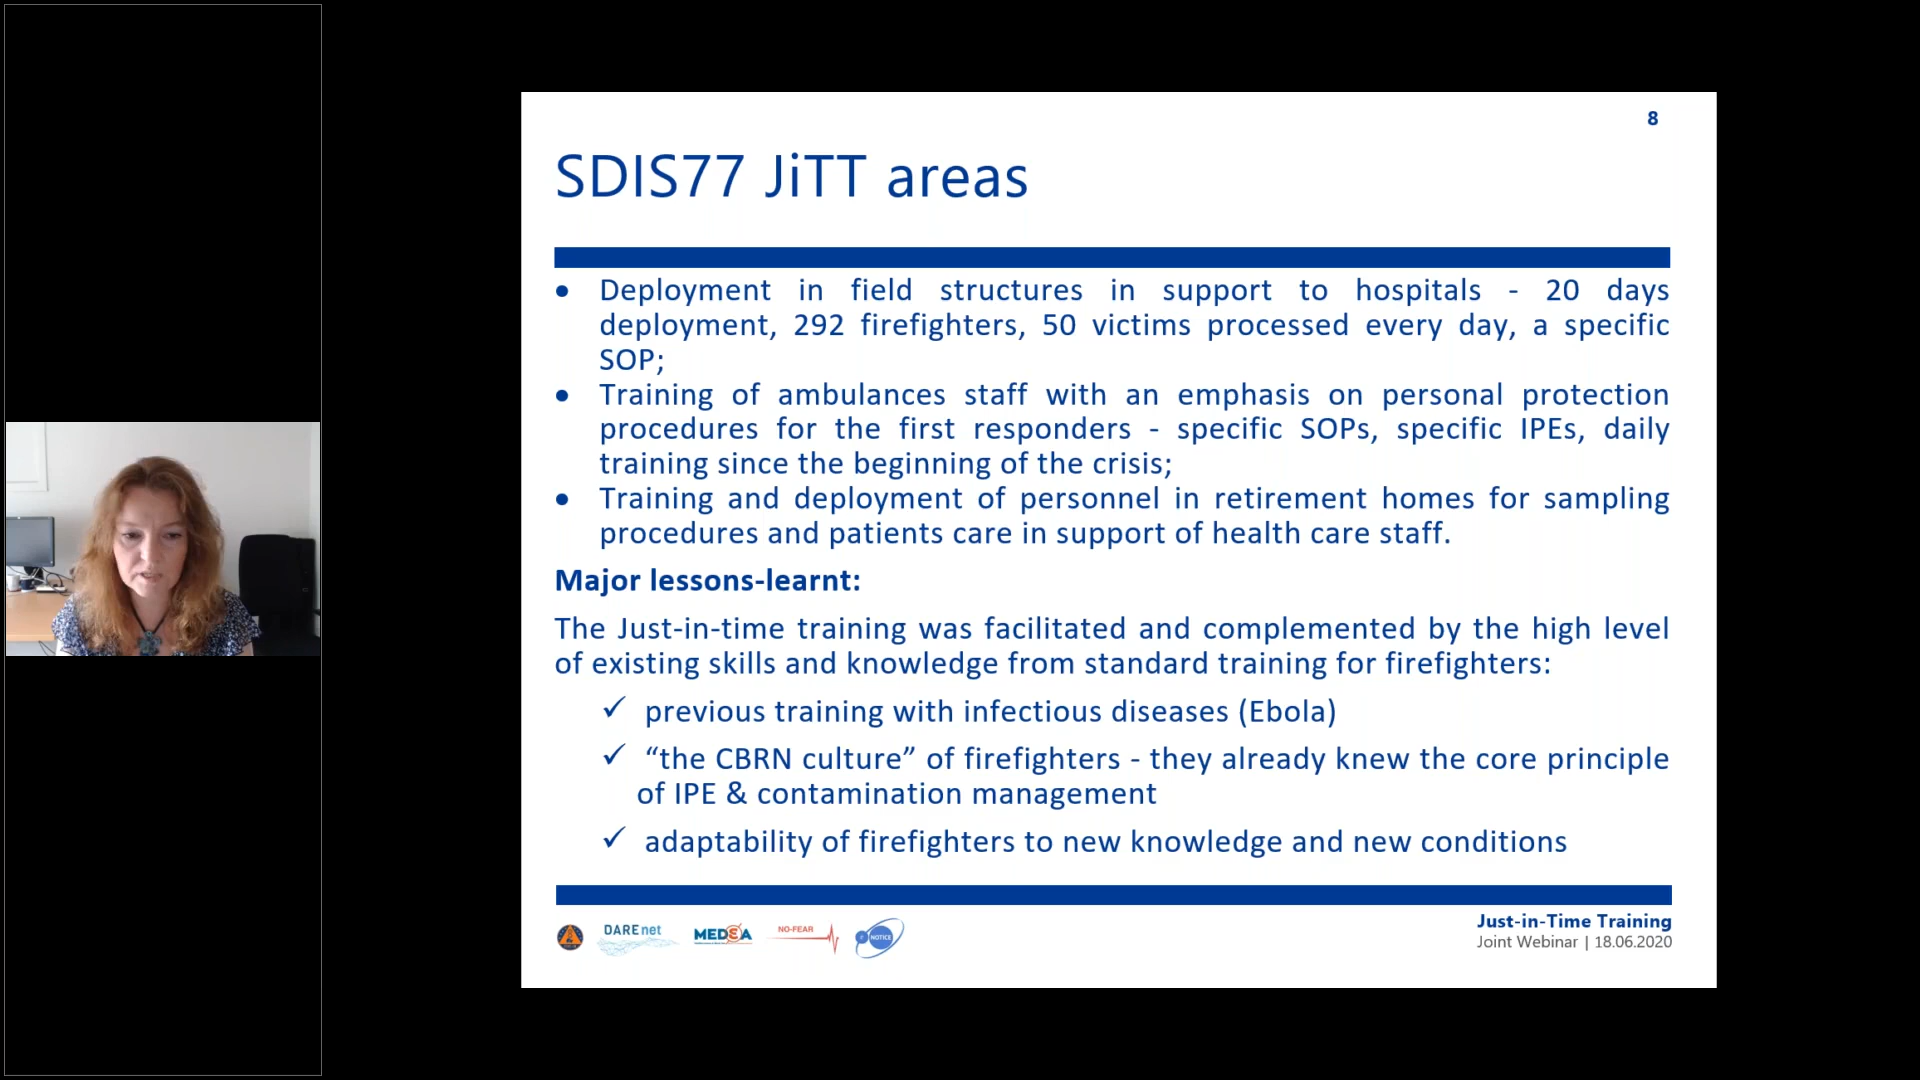 8
SDIS77 JiTT areas
• Deployment in field structures in support to hospitals - 20 days
deployment, 292 firefighters, 50 victims processed every day, a specific
SOP;
• Training of ambulances staff with an emphasis on personal protection
procedures for the first responders - specific SOPs, specific IPEs, daily
training since the beginning of the crisis;
• Training and deployment of personnel in retirement homes for sampling
procedures and patients care in support of health care staff.
Major lessons-learnt:
The Just-in-time training was facilitated and complemented by the high level
of existing skills and knowledge from standard training for firefighters:
✓ previous training with infectious diseases (Ebola)
✓ “the CBRN culture” of firefighters - they already knew the core principle
of IPE & contamination management
✓ adaptability of firefighters to new knowledge and new conditions
DAREnet
MEDEA
NO-FEAR
NOTICE
Just-in-Time Training
Joint Webinar | 18.06.2020